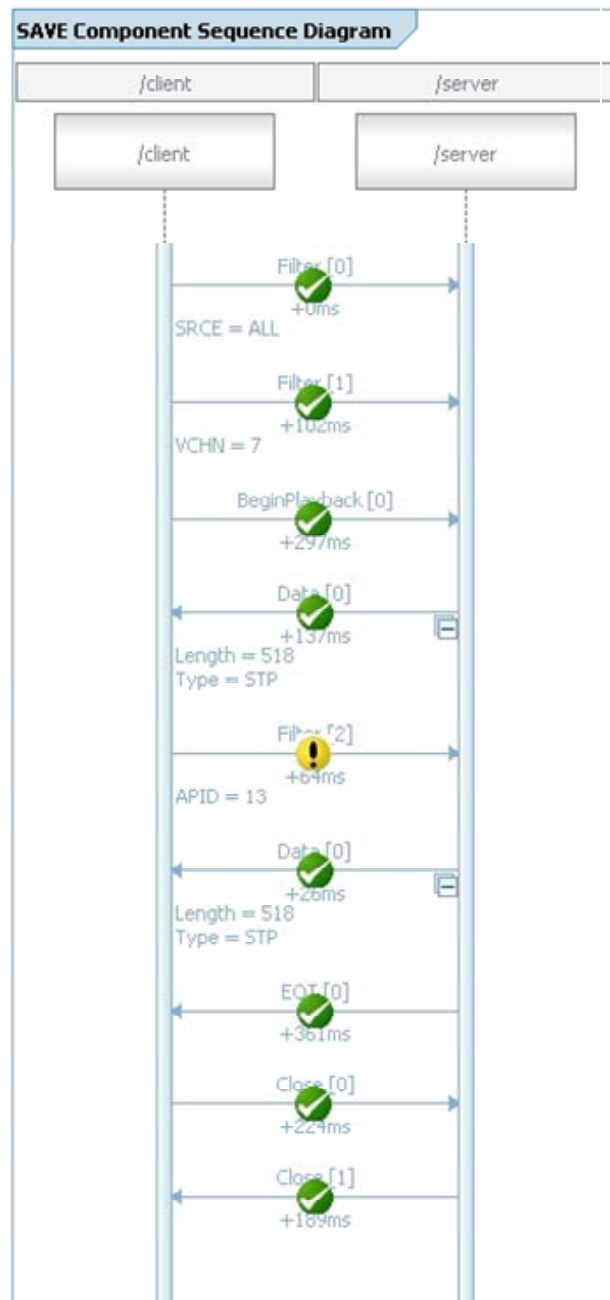 SAVE Component Sequence Diagram
/client
/server
/client
/server
Filter [0]
+0ms
SRCE = ALL
Filter [1]
+102ms
VCHN = 7
BeginPlayback [0]
+297ms
Data [0]
+137ms
Length = 518
Type = STP
Filter [2]
+64ms
APID = 13
Data [0]
+26ms
Length = 518
Type = STP
EOT [0]
+361ms
Close [0]
+224ms
Close [1]
+189ms